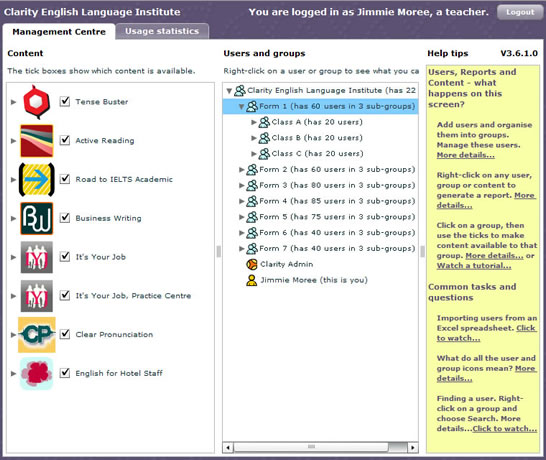 Clarity English Language Institute
You are logged in as Jimmie Moree, a teacher.
Logout
Management Centre
Usage statistics
Content
The tick boxes show which content is available.
Tense Buster
Active Reading
Road to IELTS Academic
BW
Business Writing
It's Your Job
It's Your Job, Practice Centre
CP
Clear Pronunciation
English for Hotel Staff
Users and groups
Right-click on a user or group to see what you ca
Clarity English Language Institute (has 22
Form 1 (has 60 users in 3 sub-groups)
Class A (has 20 users)
Class B (has 20 users)
Class C (has 20 users)
Form 2 (has 60 users in 3 sub-groups)
Form 3 (has 80 users in 3 sub-groups)
Form 4 (has 85 users in 3 sub-groups)
Form 5 (has 75 users in 3 sub-groups)
Form 6 (has 40 users in 3 sub-groups)
Form 7 (has 40 users in 3 sub-groups)
Clarity Admin
Jimmie Moree (this is you)
Help tips
V3.6.1.0
Users, Reports and
Content - what
happens on this
screen?
Add users and organise
them into groups.
Manage these users.
More details...
Right-click on any user,
group or content to
generate a report. More
details...
Click on a group, then
use the ticks to make
content available to that
group. More details... or
Watch a tutorial...
Common tasks and
questions
Importing users from an
Excel spreadsheet. Click
to watch...
What do all the user and
group icons mean? More
details...
Finding a user. Right-
click on a group and
choose Search. More
details...Click to watch...